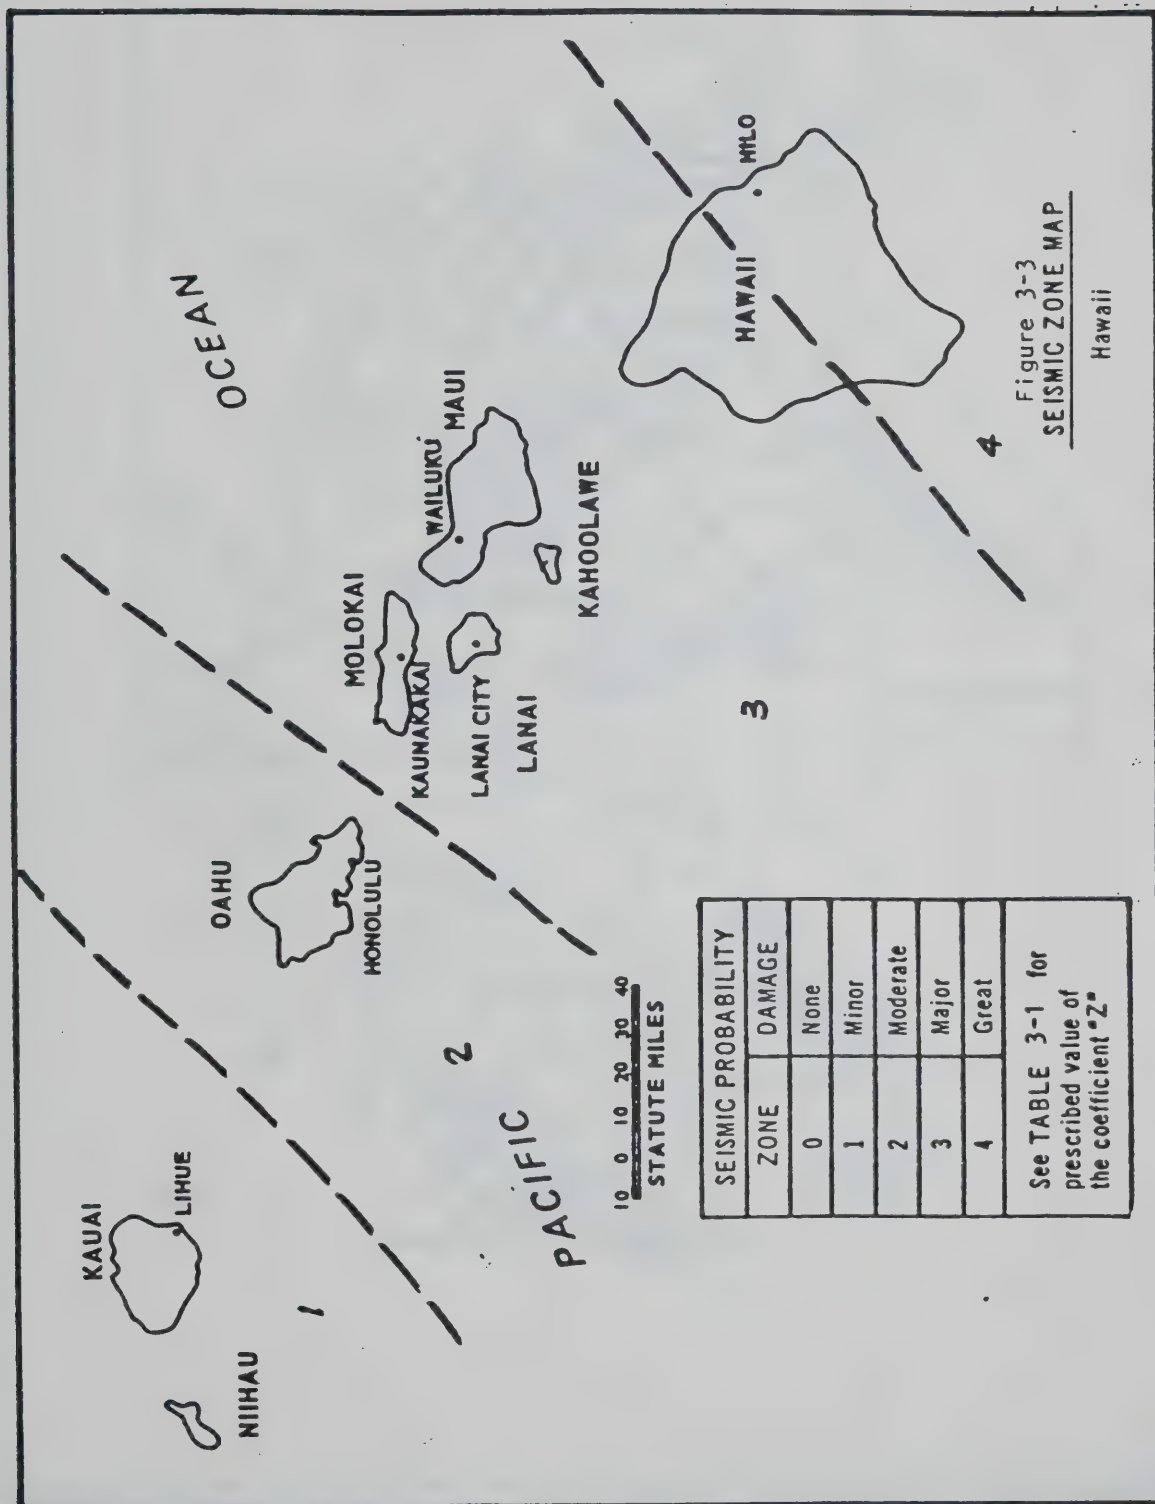 KAUAI
LIHUE
NIIHAU
1
OAHU
HONOLULU
2
PACIFIC
OCEAN
MOLOKAI
KAUNAKAKAI
LANAI CITY
LANAI
WAILUKU
MAUI
KAHOOLAWE
3
HAWAII
HILO
4
10 0 10 20 30 40
STATUTE MILES
SEISMIC PROBABILITY
ZONE DAMAGE
0 None
1 Minor
2 Moderate
3 Major
4 Great
See TABLE 3-1 for
prescribed value of
the coefficient "Z"
Figure 3-3
SEISMIC ZONE MAP
Hawaii